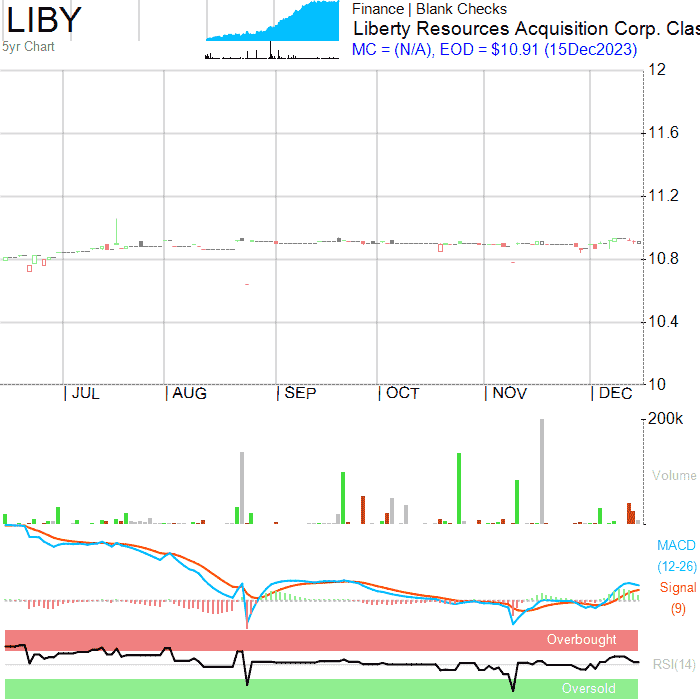 LIBY
5yr Chart
Finance | Blank Checks
Liberty Resources Acquisition Corp. Clas
MC = (N/A), EOD = $10.91 (15Dec2023)
12
11.6
11.2
10.8
10.4
10
JUL
AUG
SEP
OCT
NOV
DEC
200k
Volume
MACD
(12-26)
Signal
(9)
Overbought
RSI(14)
Oversold